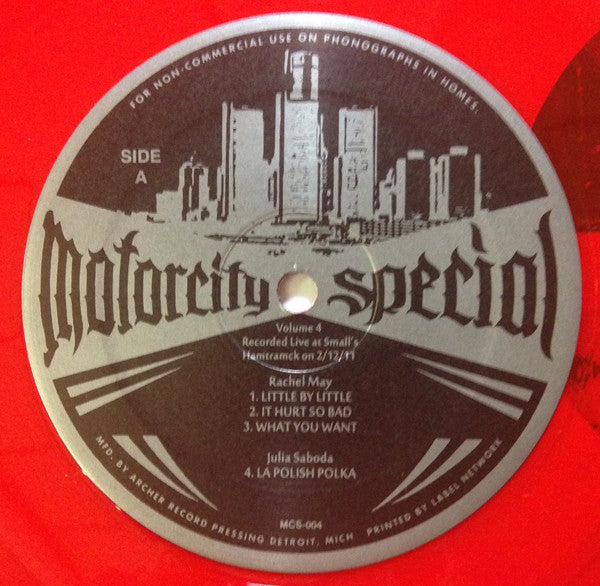 FOR NON-COMMERCIAL USE ON PHONOGRAPHS IN HOMES.
SIDE
A
motorcity special
Volume 4
Recorded Live at Small's
Hamtramck on 2/12/11
Rachel May
1. LITTLE BY LITTLE
2. IT HURT SO BAD
3. WHAT YOU WANT
Julia Saboda
4. LA POLISH POLKA
MCS-004
MFD. BY ARCHER RECORD PRESSING DETROIT, MICH PRINTED BY LABEL NETWORK